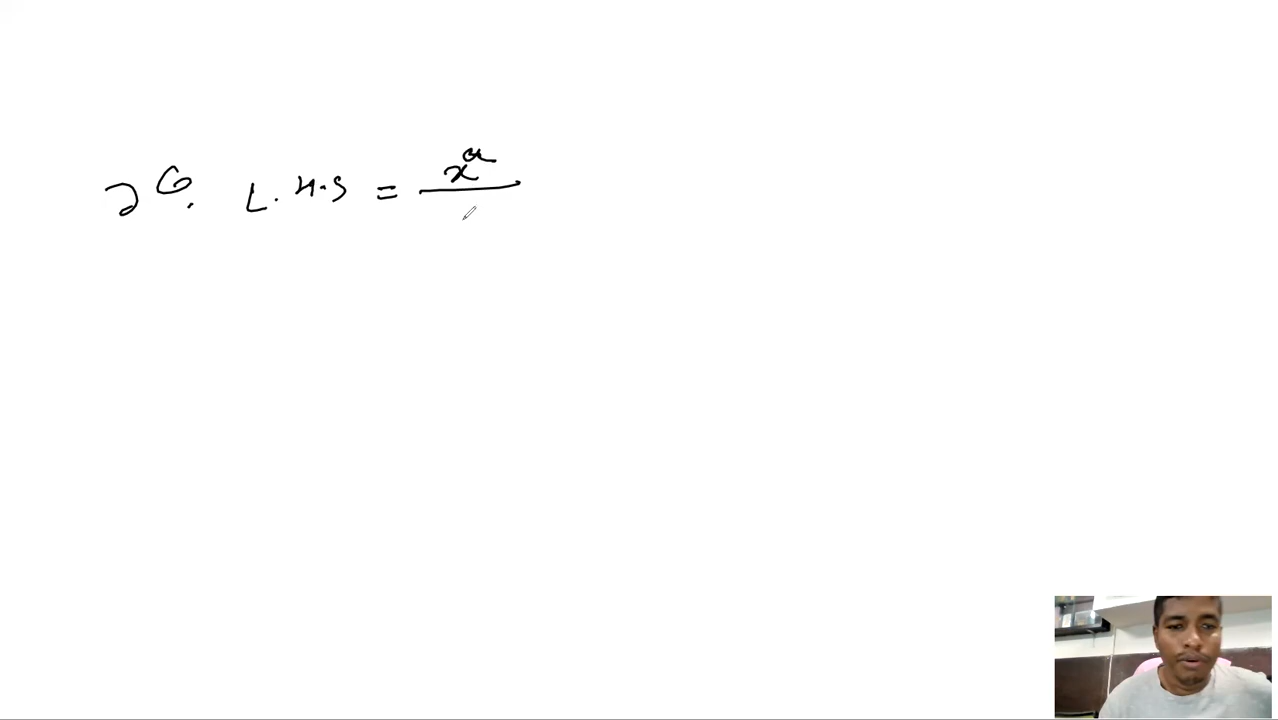 26. L.H.S = x^a /